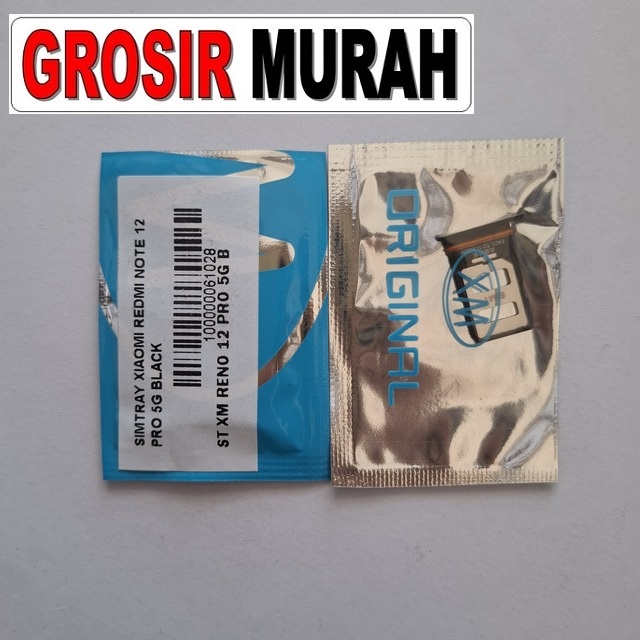 GROSIR MURAH
SIMTRAY XIAOMI REDMI NOTE 12
PRO 5G BLACK
100000061028
ST XM RENO 12 PRO 5G B
ORIGINAL
XM